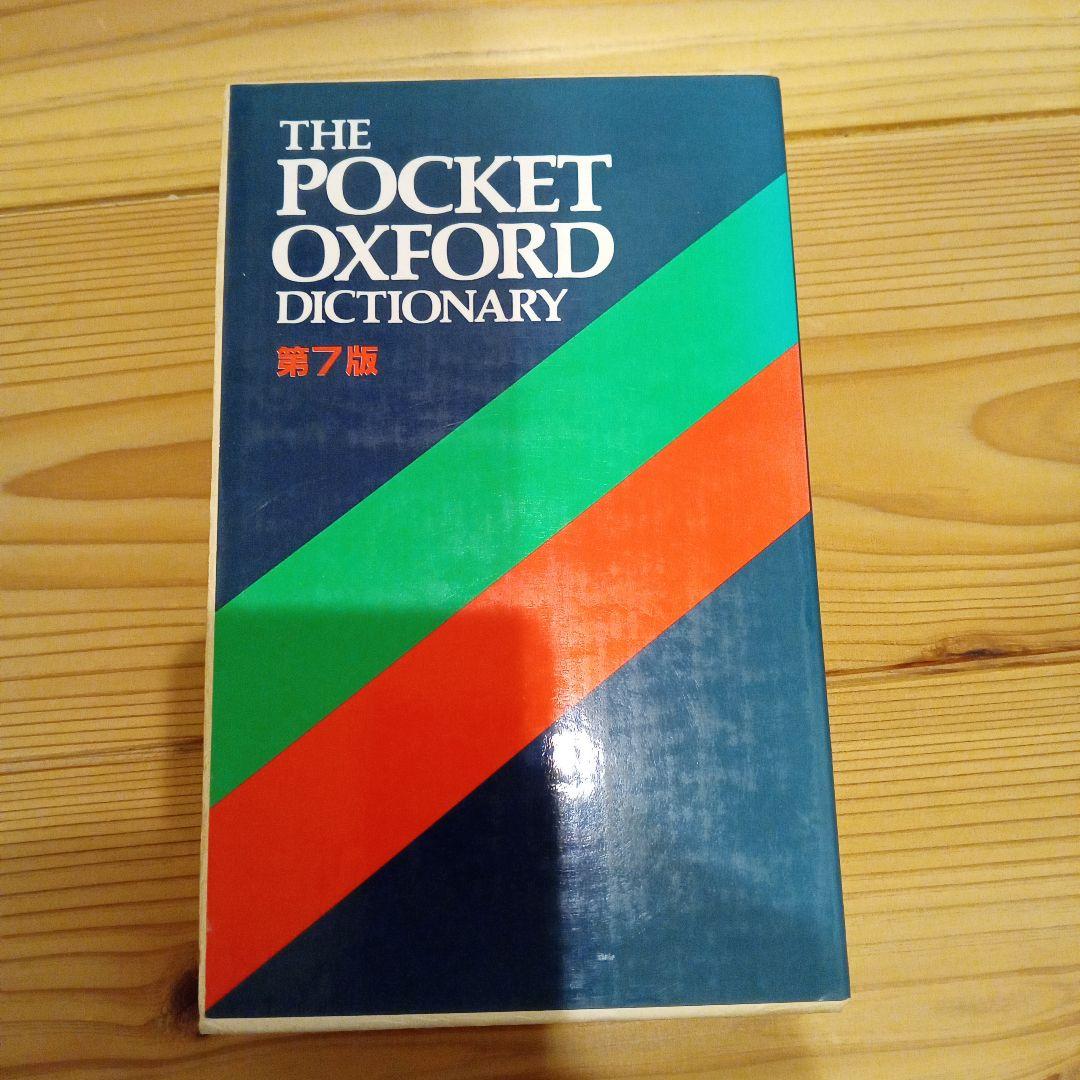 THE
POCKET
OXFORD
DICTIONARY
第7版